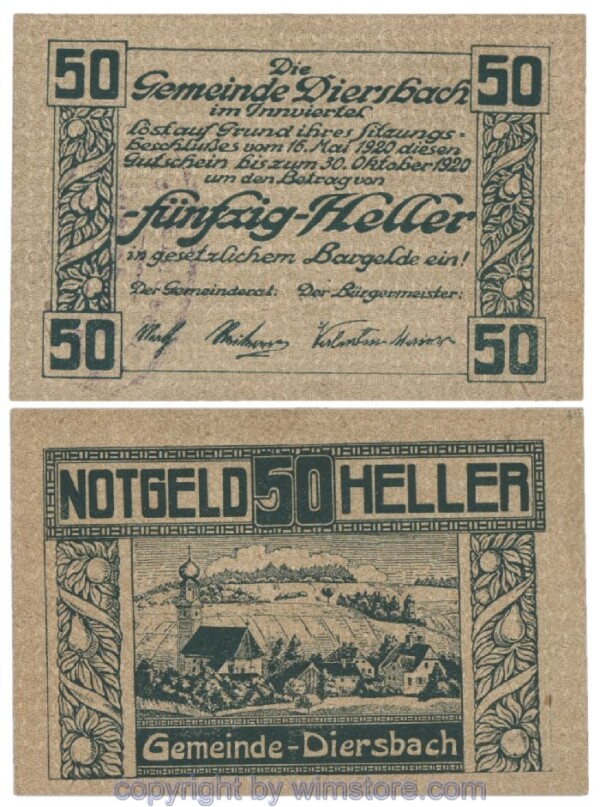 50
50
Die
Gemeinde Diersbach
im Innviertel
löst auf Grund ihres Sitzungs-
beschlußes vom 16. Mai 1920 diesen
Gutschein bis zum 30. Oktober 1920
um den Betrag von
-fünfzig-Heller
in gesetzlichem Bargelde ein!
Der Gemeinderat: Der Bürgermeister:
50
50
NOTGELD 50 HELLER
Gemeinde-Diersbach
copyright by wimstore.com